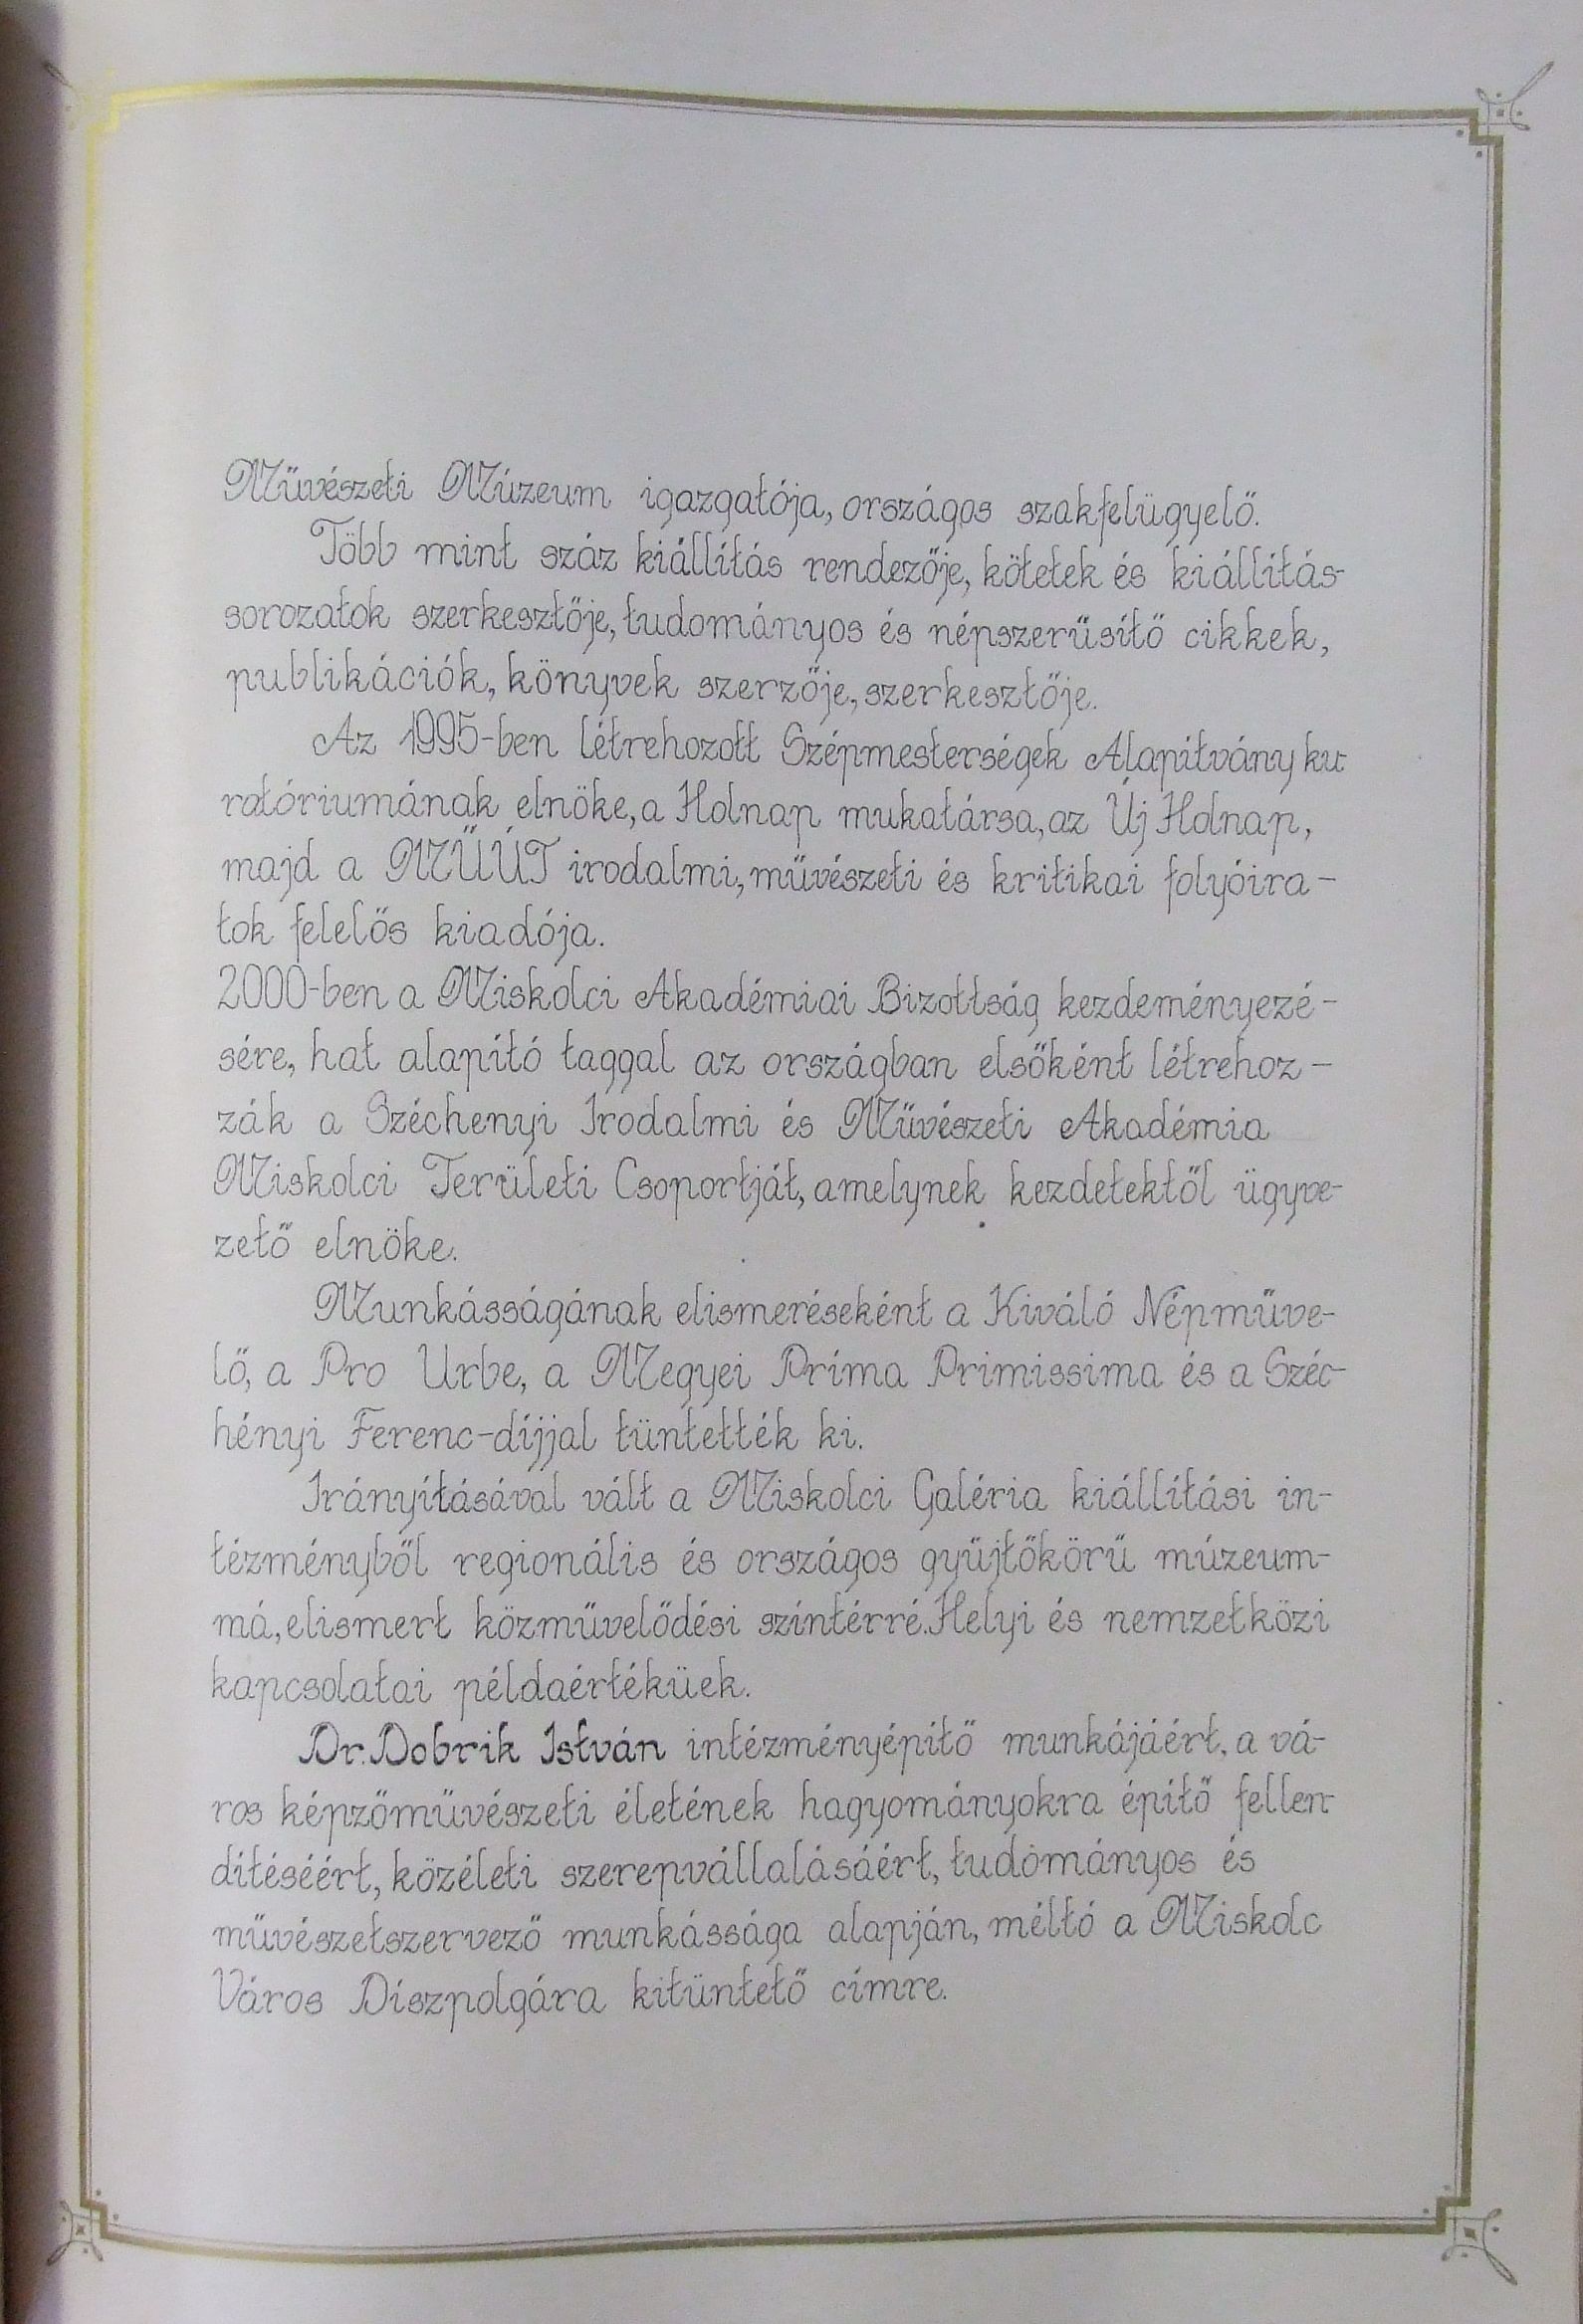 Művészeti Múzeum igazgatója, országos szakfelügyelő.
Több mint száz kiállítás rendezője, kötetek és kiállítás-
sorozatok szerkesztője, tudományos és népszerűsítő cikkek,
publikációk, könyvek szerzője, szerkesztője.
Az 1995-ben létrehozott Szépmesterségek Alapítvány ku-
ratóriumának elnöke, a Holnap mukatársa, az Új Holnap,
majd a MŰÚT irodalmi, művészeti és kritikai folyóira-
tok felelős kiadója.
2000-ben a Miskolci Akadémiai Bizottság kezdeményezé-
sére, hat alapító taggal az országban elsőként létrehoz-
zák a Széchenyi Irodalmi és Művészeti Akadémia
Miskolci Területi Csoportját, amelynek kezdetektől ügyve-
zető elnöke.
Munkásságának elismeréseként a Kiváló Népműve-
lő, a Pro Urbe, a Megyei Príma Primissima és a Széc-
hényi Ferenc-díjjal tüntették ki.
Irányításával vált a Miskolci Galéria kiállítási in-
tézményből regionális és országos gyűjtőkörű múzeum-
má, elismert közművelődési színtérré. Helyi és nemzetközi
kapcsolatai példaértékűek.
Dr. Dobrik István intézményépítő munkájáért, a vá-
ros képzőművészeti életének hagyományokra építő fellen-
dítéséért, közéleti szerepvállalásáért, tudományos és
művészetszervező munkássága alapján, méltó a Miskolc
Város Díszpolgára kitüntető címre.